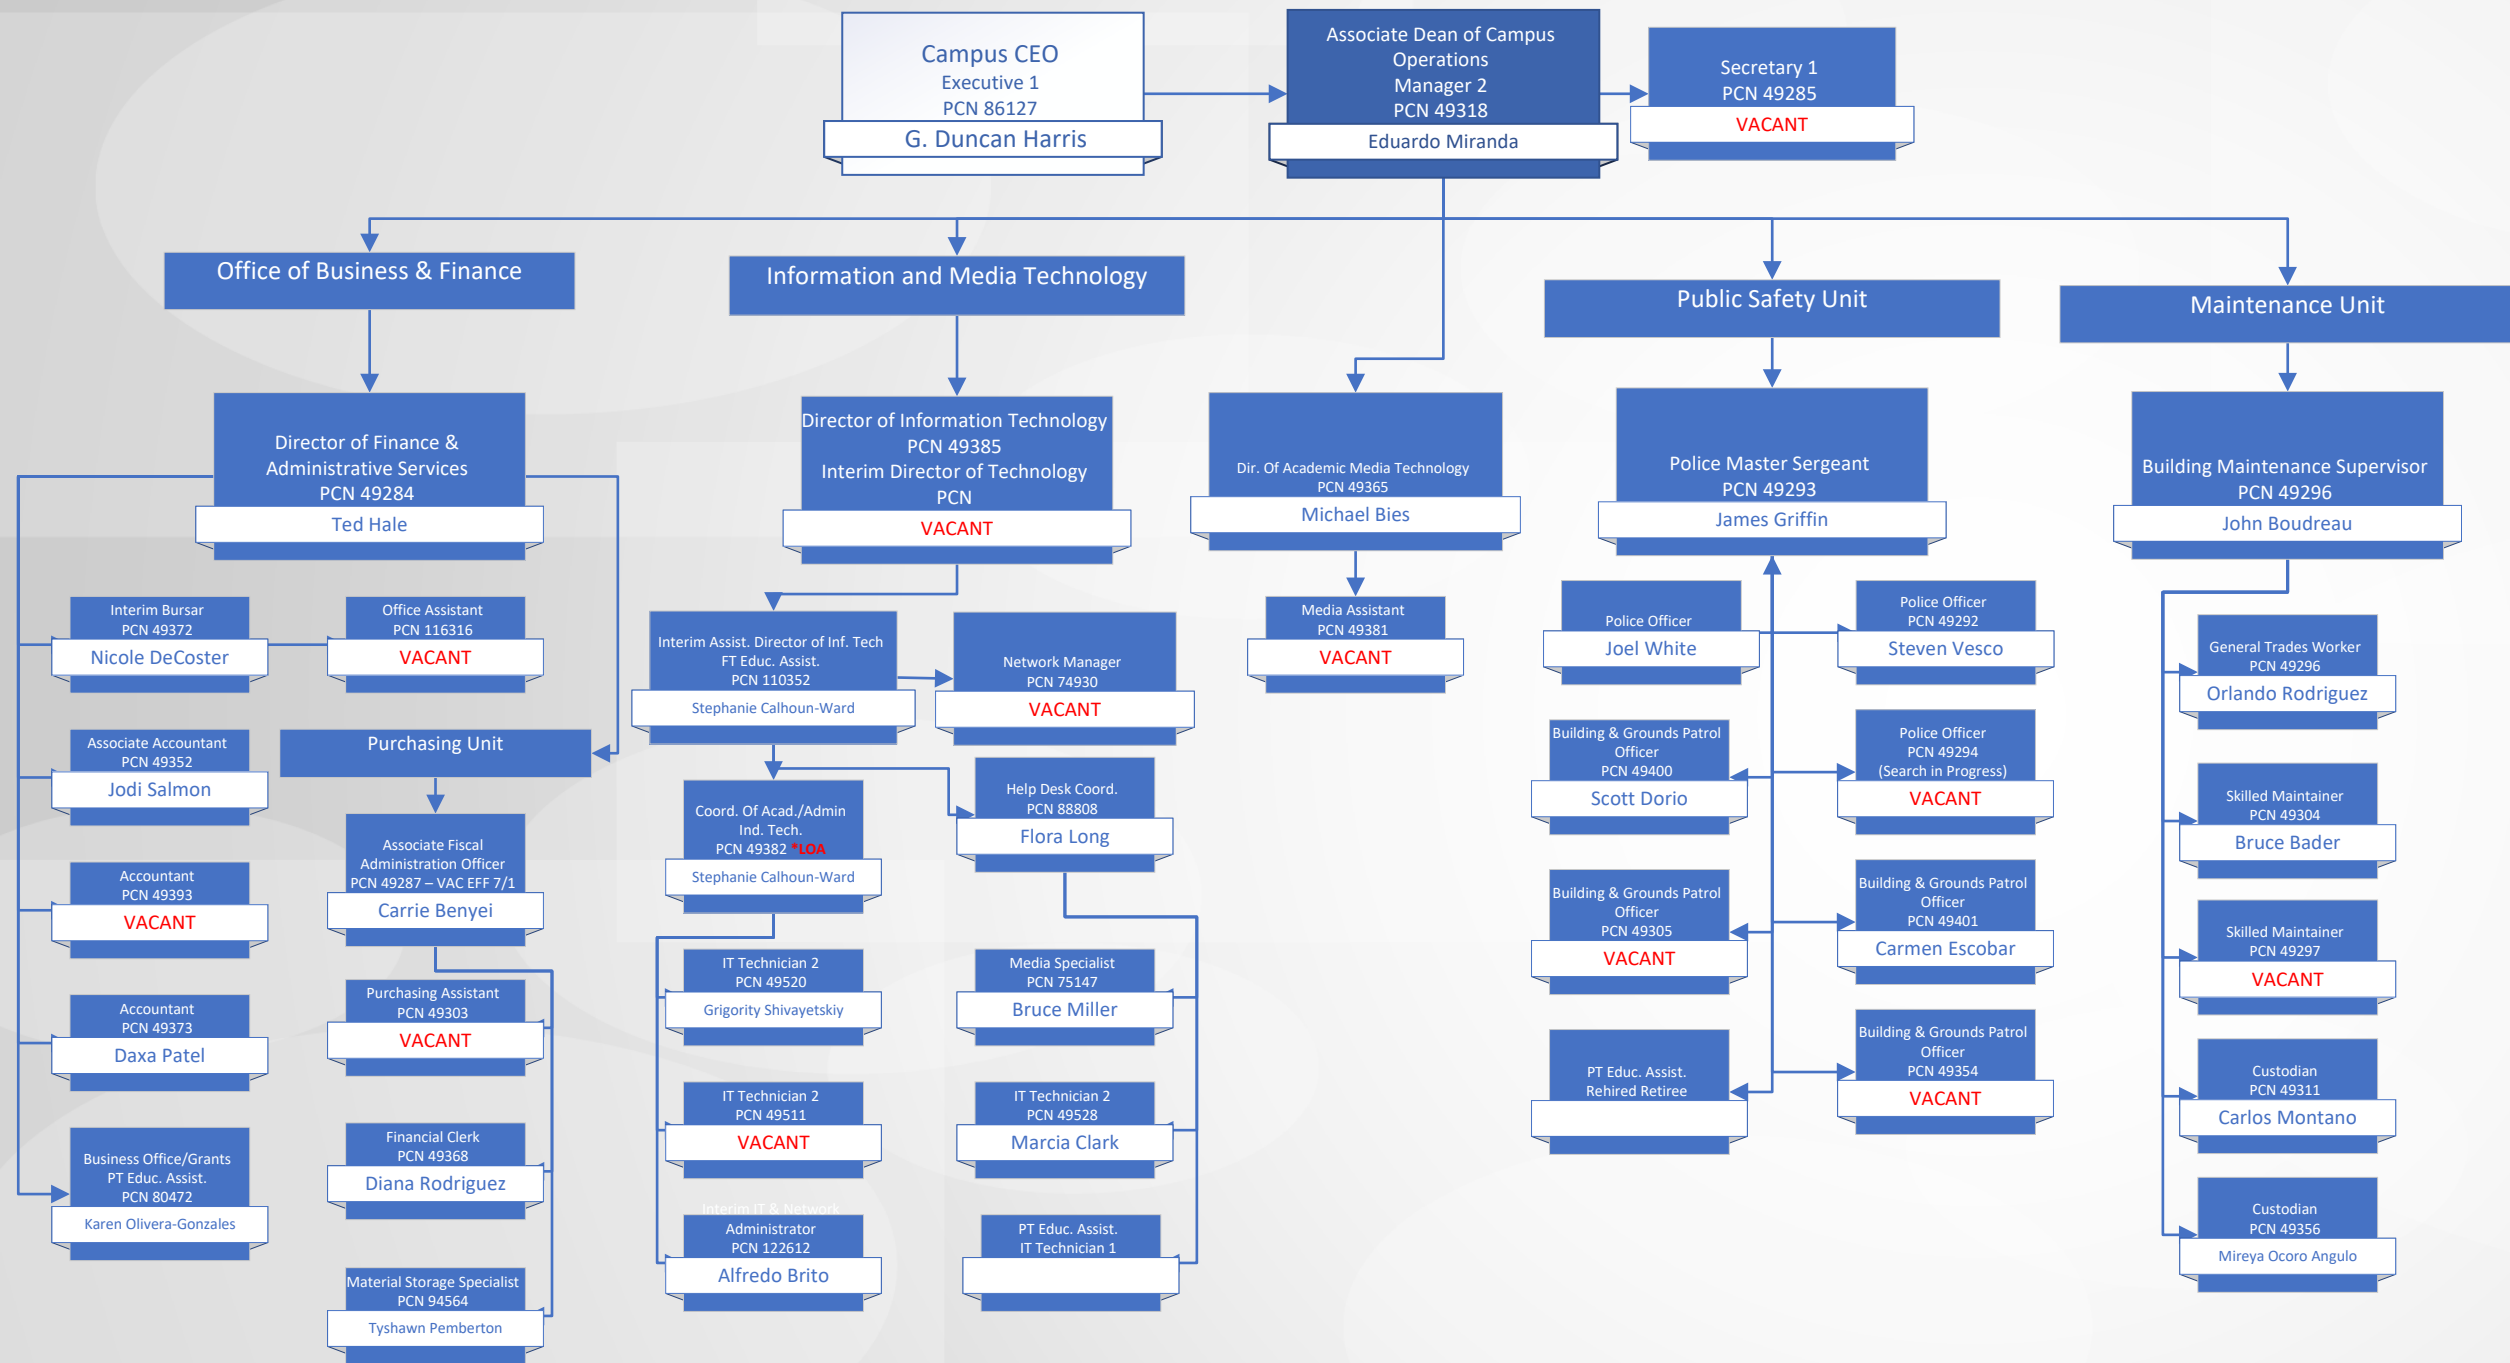 Campus CEO
Executive 1
PCN 86127
G. Duncan Harris
Associate Dean of Campus
Operations
Manager 2
PCN 49318
Eduardo Miranda
Secretary 1
PCN 49285
VACANT
Office of Business & Finance
Information and Media Technology
Public Safety Unit
Maintenance Unit
Director of Finance &
Administrative Services
PCN 49284
Ted Hale
Interim Bursar
PCN 49372
Nicole DeCoster
Office Assistant
PCN 116316
VACANT
Associate Accountant
PCN 49352
Jodi Salmon
Accountant
PCN 49393
VACANT
Accountant
PCN 49373
Daxa Patel
Business Office/Grants
PT Educ. Assist.
PCN 80472
Karen Olivera-Gonzales
Purchasing Unit
Associate Fiscal
Administration Officer
PCN 49287 – VAC EFF 7/1
Carrie Benyei
Purchasing Assistant
PCN 49303
VACANT
Financial Clerk
PCN 49368
Diana Rodriguez
Material Storage Specialist
PCN 94564
Tyshawn Pemberton
Director of Information Technology
PCN 49385
Interim Director of Technology
PCN
VACANT
Interim Assist. Director of Inf. Tech
FT Educ. Assist.
PCN 110352
Stephanie Calhoun-Ward
Network Manager
PCN 74930
VACANT
Coord. Of Acad./Admin
Ind. Tech.
PCN 49382 *LOA
Stephanie Calhoun-Ward
Help Desk Coord.
PCN 88808
Flora Long
IT Technician 2
PCN 49520
Grigority Shivayetskiy
Media Specialist
PCN 75147
Bruce Miller
IT Technician 2
PCN 49511
VACANT
IT Technician 2
PCN 49528
Marcia Clark
Interim IT & Network
Administrator
PCN 122612
Alfredo Brito
PT Educ. Assist.
IT Technician 1
Dir. Of Academic Media Technology
PCN 49365
Michael Bies
Media Assistant
PCN 49381
VACANT
Police Master Sergeant
PCN 49293
James Griffin
Police Officer
Joel White
Police Officer
PCN 49292
Steven Vesco
Building & Grounds Patrol
Officer
PCN 49400
Scott Dorio
Police Officer
PCN 49294
(Search in Progress)
VACANT
Building & Grounds Patrol
Officer
PCN 49305
VACANT
Building & Grounds Patrol
Officer
PCN 49401
Carmen Escobar
PT Educ. Assist.
Rehired Retiree
Building & Grounds Patrol
Officer
PCN 49354
VACANT
Building Maintenance Supervisor
PCN 49296
John Boudreau
General Trades Worker
PCN 49296
Orlando Rodriguez
Skilled Maintainer
PCN 49304
Bruce Bader
Skilled Maintainer
PCN 49297
VACANT
Custodian
PCN 49311
Carlos Montano
Custodian
PCN 49356
Mireya Ocoro Angulo